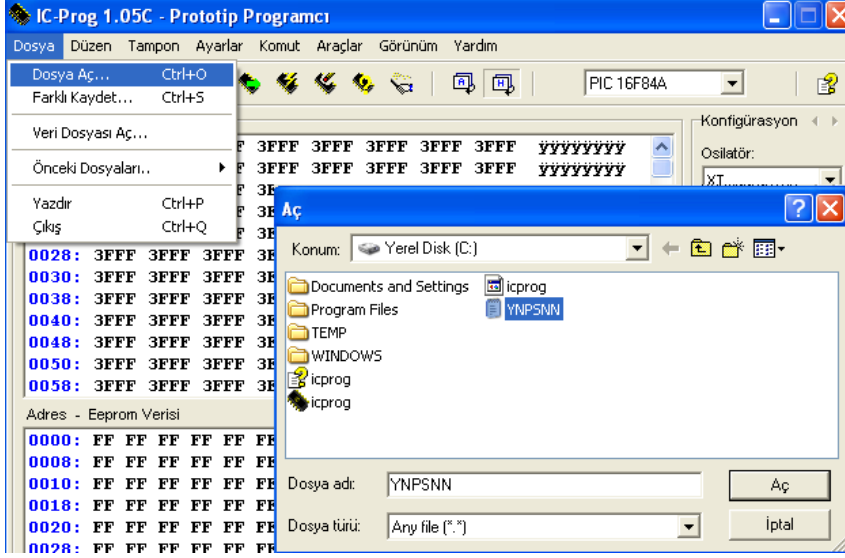 IC-Prog 1.05C - Prototip Programcı
Dosya Düzen Tampon Ayarlar Komut Araçlar Görünüm Yardım
Dosya Aç... Ctrl+O
Farklı Kaydet... Ctrl+S
Veri Dosyası Aç...
Önceki Dosyaları..
Yazdır Ctrl+P
Çıkış Ctrl+Q
PIC 16F84A
Konfigürasyon
Osilatör:
XT
3FFF 3FFF 3FFF 3FFF 3FFF ÿÿÿÿÿÿÿÿ
3FFF 3FFF 3FFF 3FFF 3FFF ÿÿÿÿÿÿÿÿ
0028: 3FFF 3FFF 3FFF
0030: 3FFF 3FFF 3FFF
0038: 3FFF 3FFF 3FFF
0040: 3FFF 3FFF 3FFF
0048: 3FFF 3FFF 3FFF
0050: 3FFF 3FFF 3FFF
0058: 3FFF 3FFF 3FFF
Adres - Eeprom Verisi
0000: FF FF FF FF FF
0008: FF FF FF FF FF
0010: FF FF FF FF FF
0018: FF FF FF FF FF
0020: FF FF FF FF FF
0028: FF FF FF FF FF
Aç
Konum: Yerel Disk (C:)
Documents and Settings
Program Files
TEMP
WINDOWS
icprog
icprog
icprog
YNPSNN
Dosya adı: YNPSNN
Aç
Dosya türü: Any file (*.*)
İptal